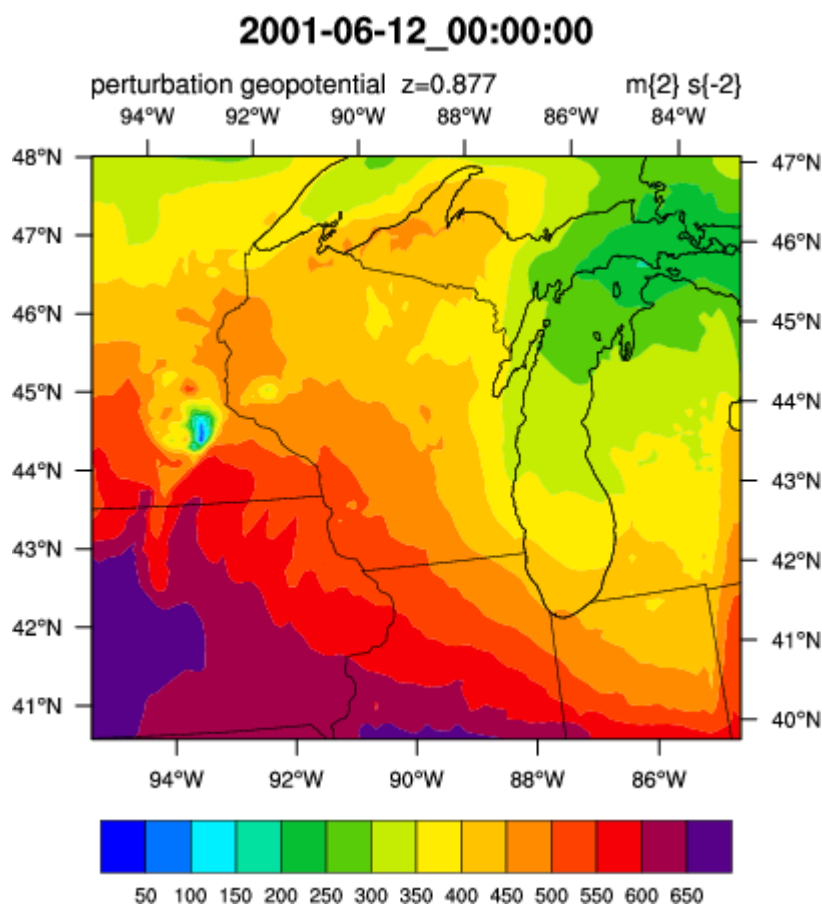 2001-06-12_00:00:00
perturbation geopotential z=0.877 m{2} s{-2}
94°W 92°W 90°W 88°W 86°W 84°W
48°N 47°N
47°N 46°N
46°N 45°N
45°N 44°N
44°N 43°N
43°N 42°N
42°N 41°N
41°N 40°N
94°W 92°W 90°W 88°W 86°W
50 100 150 200 250 300 350 400 450 500 550 600 650